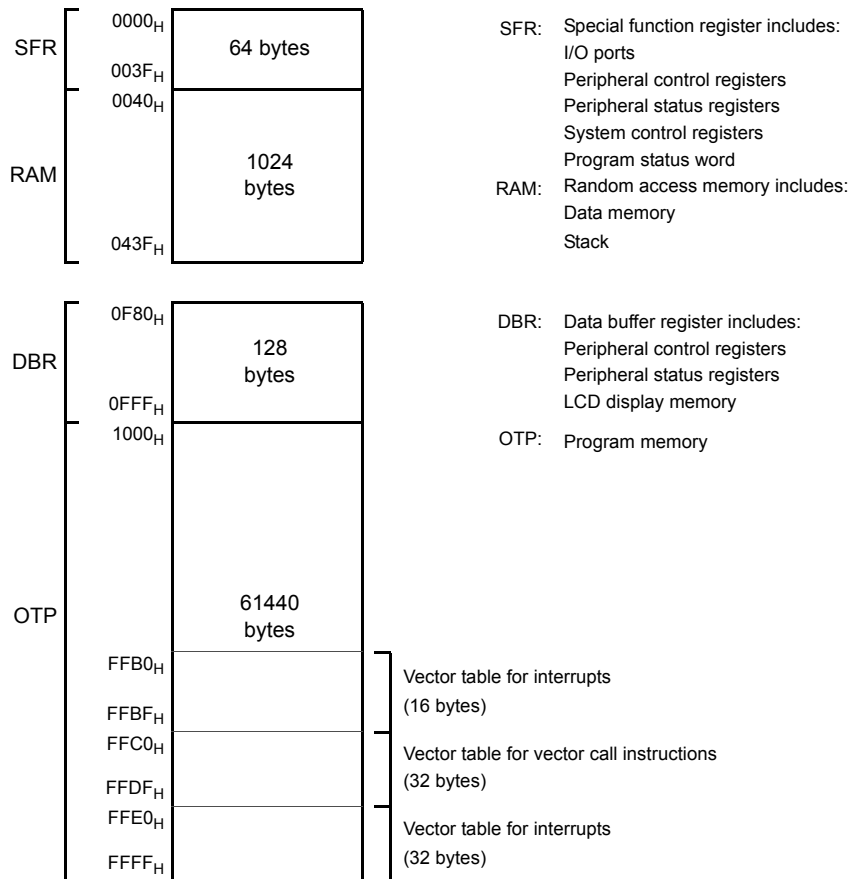 0000H
SFR
64 bytes
003FH
0040H
RAM
1024
bytes
043FH
SFR: Special function register includes:
I/O ports
Peripheral control registers
Peripheral status registers
System control registers
Program status word
RAM: Random access memory includes:
Data memory
Stack
0F80H
DBR
128
bytes
0FFFH
DBR: Data buffer register includes:
Peripheral control registers
Peripheral status registers
LCD display memory
1000H
OTP: Program memory
OTP
61440
bytes
FFB0H
Vector table for interrupts
(16 bytes)
FFBFH
FFC0H
Vector table for vector call instructions
(32 bytes)
FFDFH
FFE0H
Vector table for interrupts
(32 bytes)
FFFFH